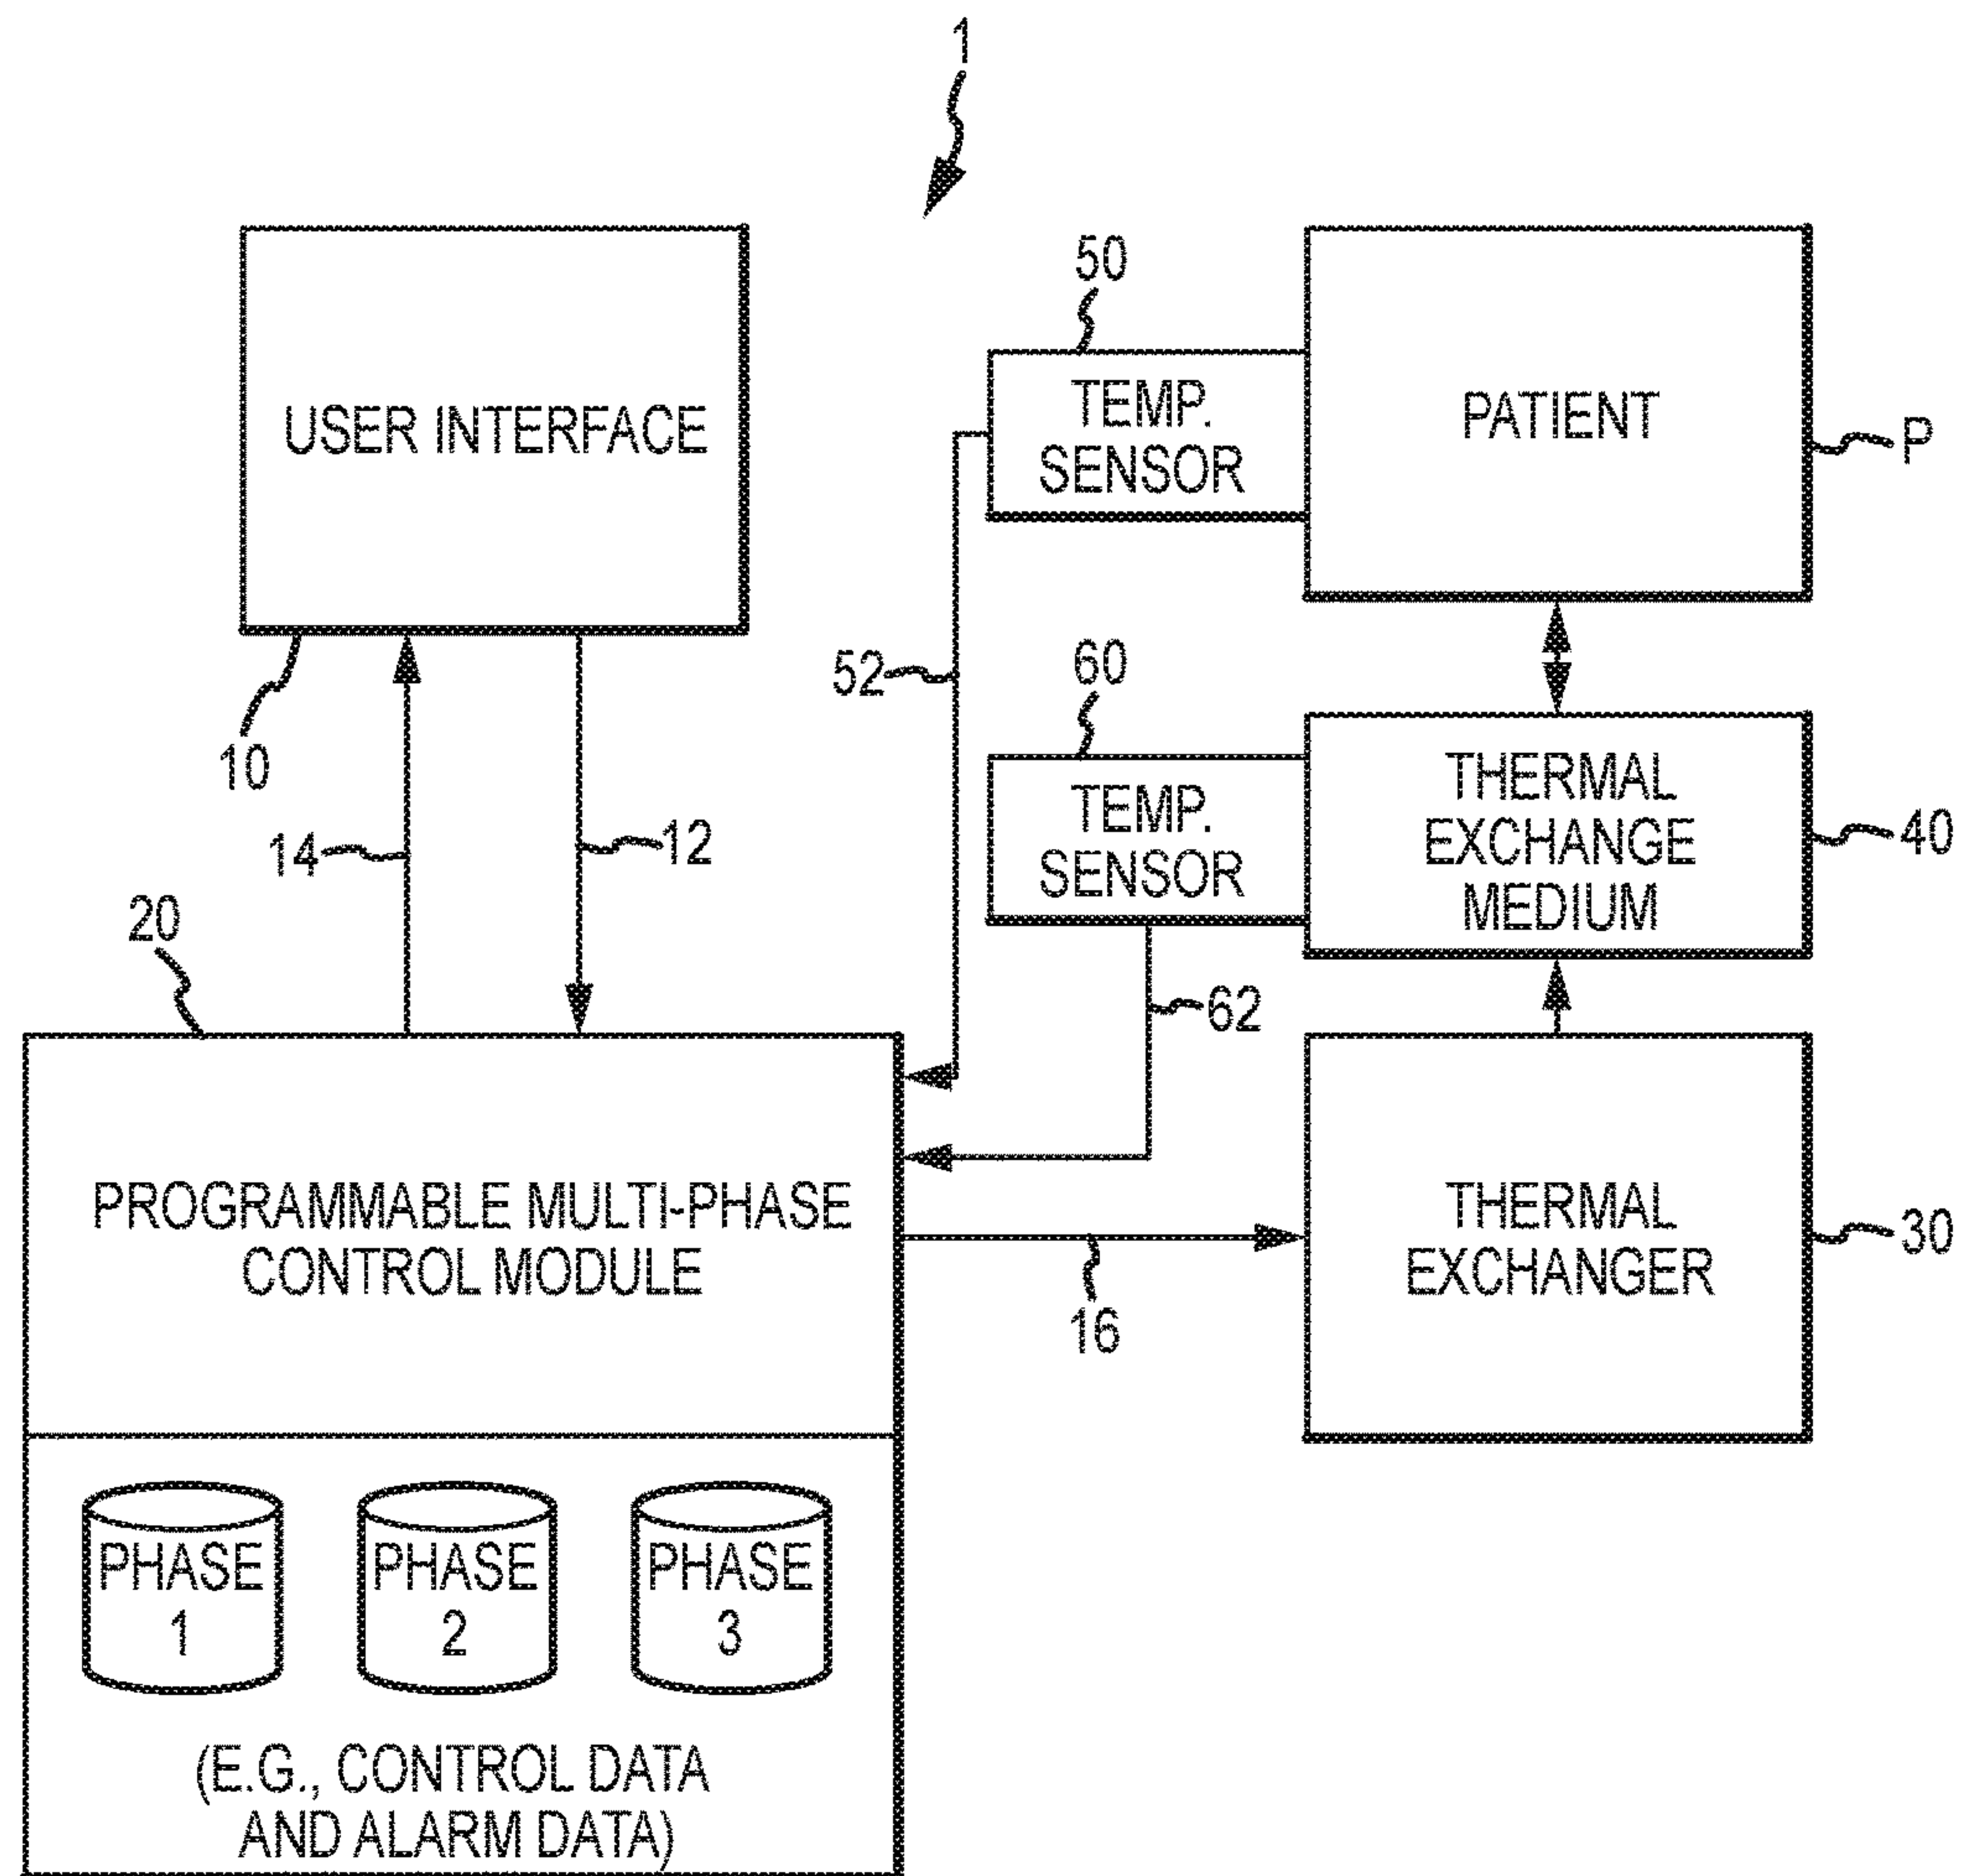 1
USER INTERFACE
50
TEMP.
SENSOR
PATIENT
P
10
14
12
52
60
TEMP.
SENSOR
THERMAL
EXCHANGE
MEDIUM
40
20
62
PROGRAMMABLE MULTI-PHASE
CONTROL MODULE
16
THERMAL
EXCHANGER
30
PHASE
1
PHASE
2
PHASE
3
(E.G., CONTROL DATA
AND ALARM DATA)